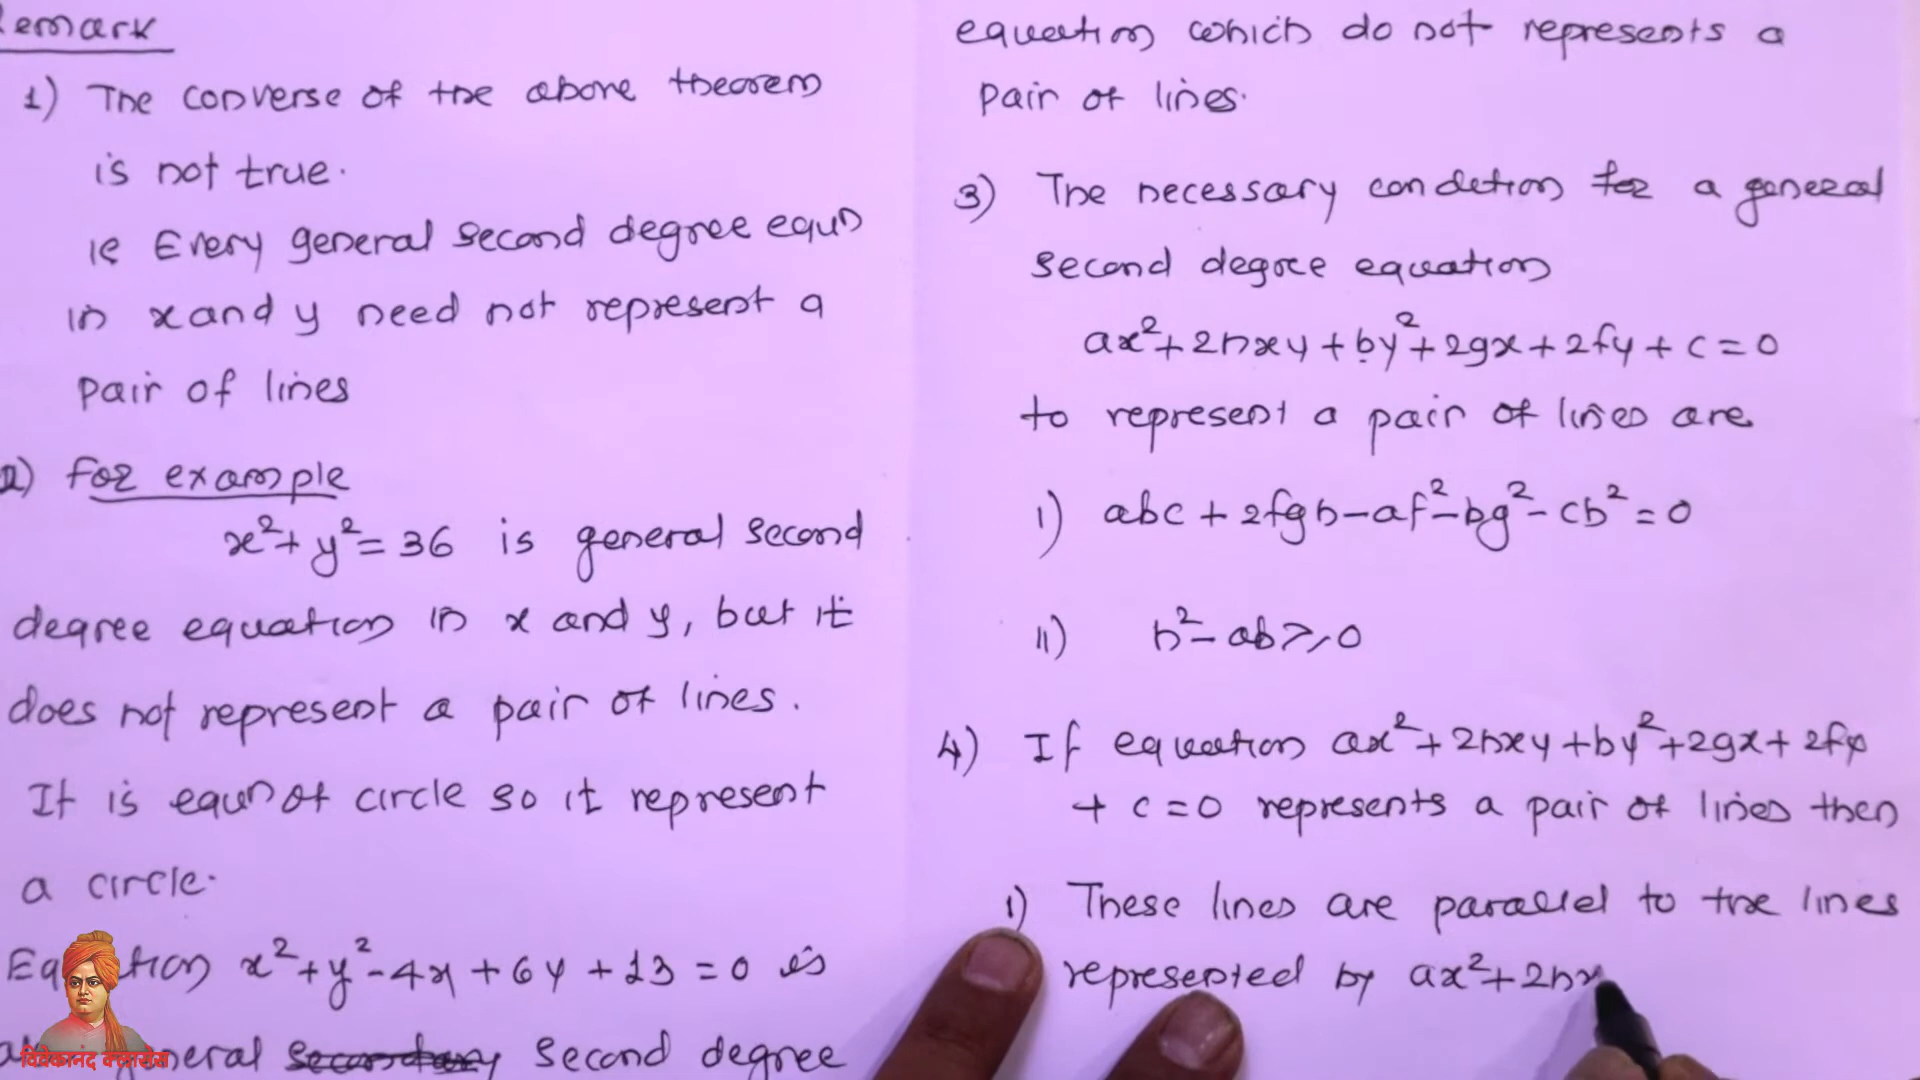 Remark
1) The converse of the above theorem
is not true.
ie Every general second degree equn
in x and y need not represent a
pair of lines
2) For example
x²+ y² = 36 is general second
degree equation in x and y, but it
does not represent a pair of lines.
It is equn of circle so it represent
a circle.
x²+y²-4x+6y+13=0 is
second degree
विवेकानंद क्लासेस
equation which do not represents a
pair of lines.
3) The necessary condition for a general
second degree equation
ax²+2hxy+by²+2gx+2fy+c=0
to represent a pair of lines are
i) abc+2fgh-af²-bg²-ch²=0
ii) h²-ab≥0
4) If equation ax²+2hxy+by²+2gx+2fy
+c=0 represents a pair of lines then
i) These lines are parallel to the lines
represented by ax²+2hx